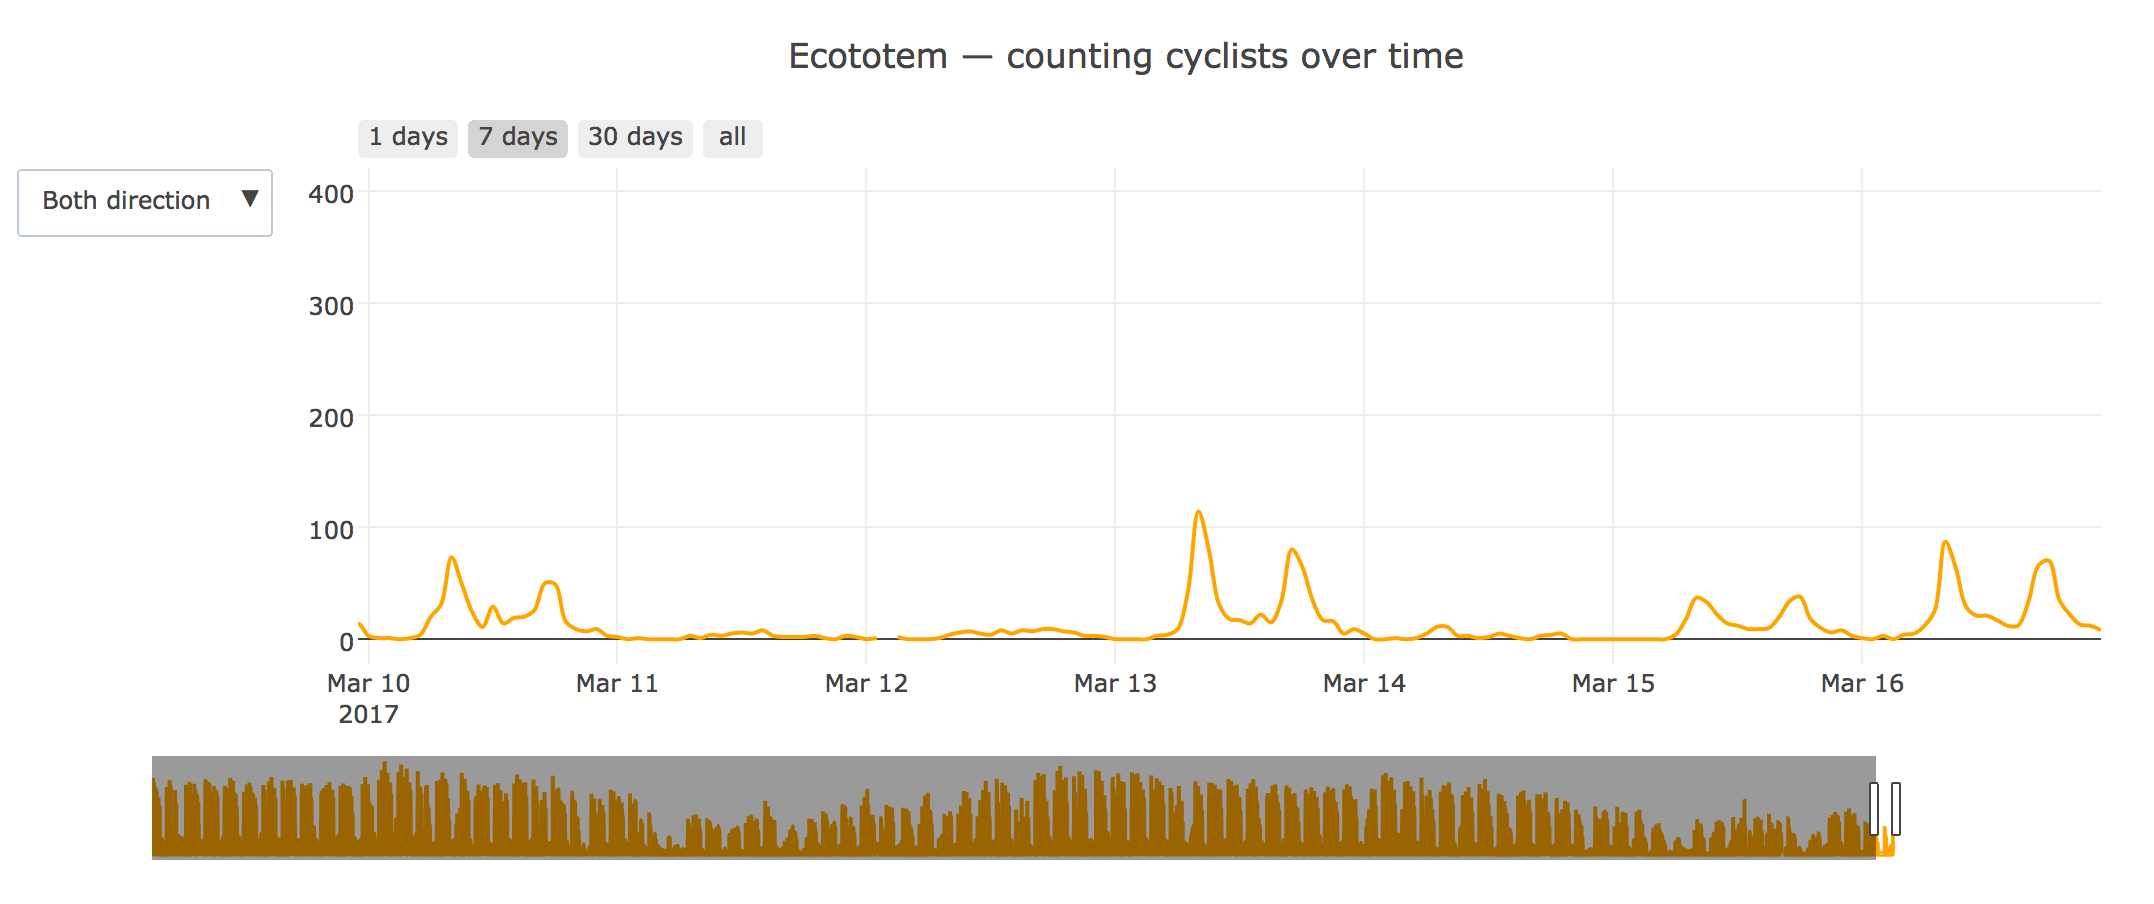 Ecototem — counting cyclists over time
1 days 7 days 30 days all
Both direction ▼
400
300
200
100
0
Mar 10 Mar 11 Mar 12 Mar 13 Mar 14 Mar 15 Mar 16
2017